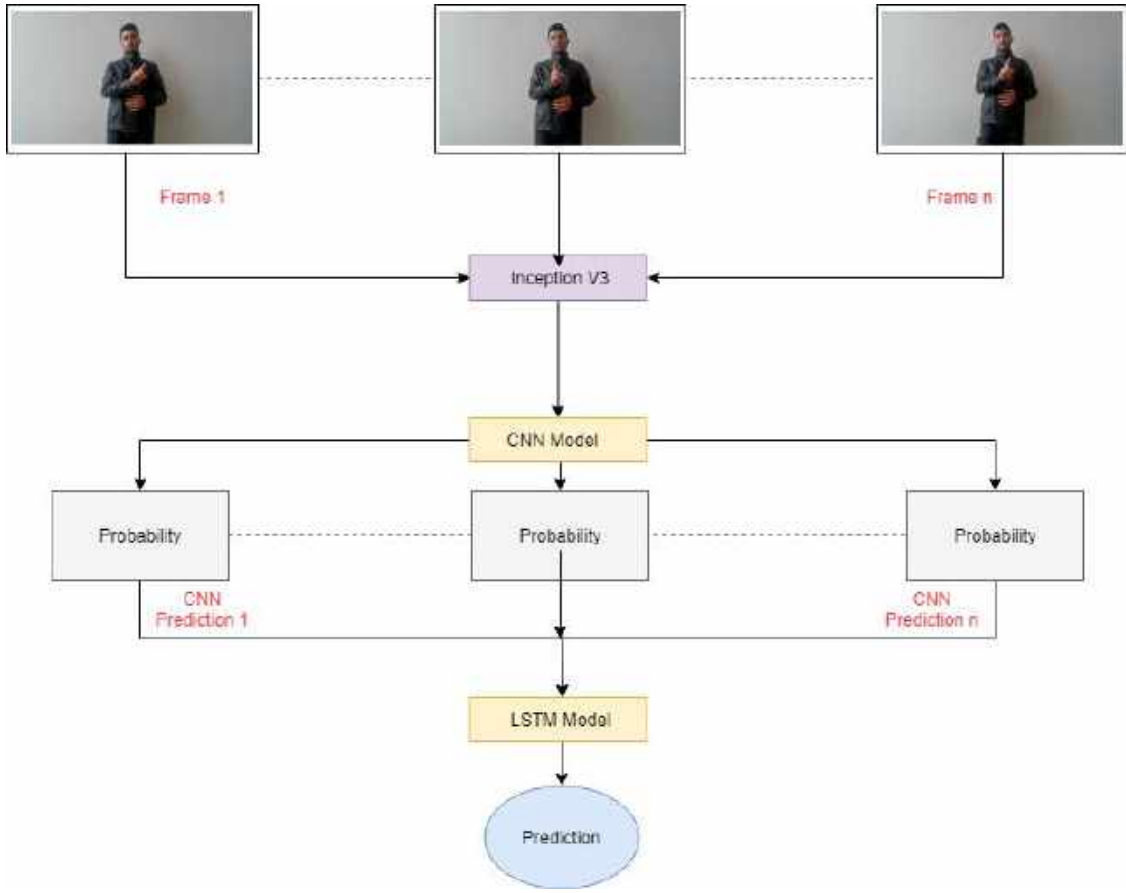 Frame 1
Frame n
Inception V3
CNN Model
Probability
Probability
Probability
CNN
Prediction 1
CNN
Prediction n
LSTM Model
Prediction